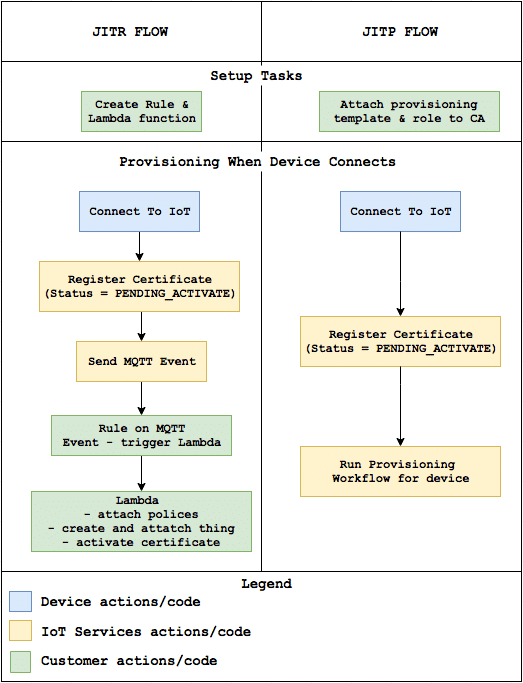 JITR FLOW
JITP FLOW
Setup Tasks
Create Rule &
Lambda function
Attach provisioning
template & role to CA
Provisioning When Device Connects
Connect To IoT
Register Certificate
(Status = PENDING_ACTIVATE)
Send MQTT Event
Rule on MQTT
Event - trigger Lambda
Lambda
- attach polices
- create and attatch thing
- activate certificate
Connect To IoT
Register Certificate
(Status = PENDING_ACTIVATE)
Run Provisioning
Workflow for device
Legend
Device actions/code
IoT Services actions/code
Customer actions/code